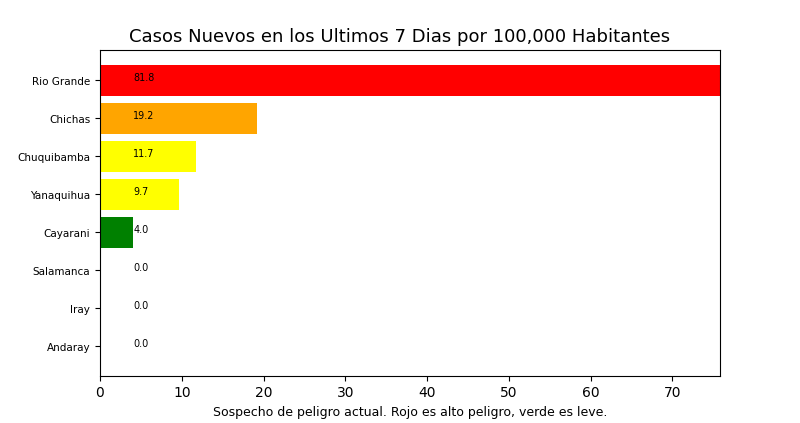 Casos Nuevos en los Ultimos 7 Dias por 100,000 Habitantes
Rio Grande 81.8
Chichas 19.2
Chuquibamba 11.7
Yanaquihua 9.7
Cayarani 4.0
Salamanca 0.0
Iray 0.0
Andaray 0.0
0 10 20 30 40 50 60 70
Sospecho de peligro actual. Rojo es alto peligro, verde es leve.